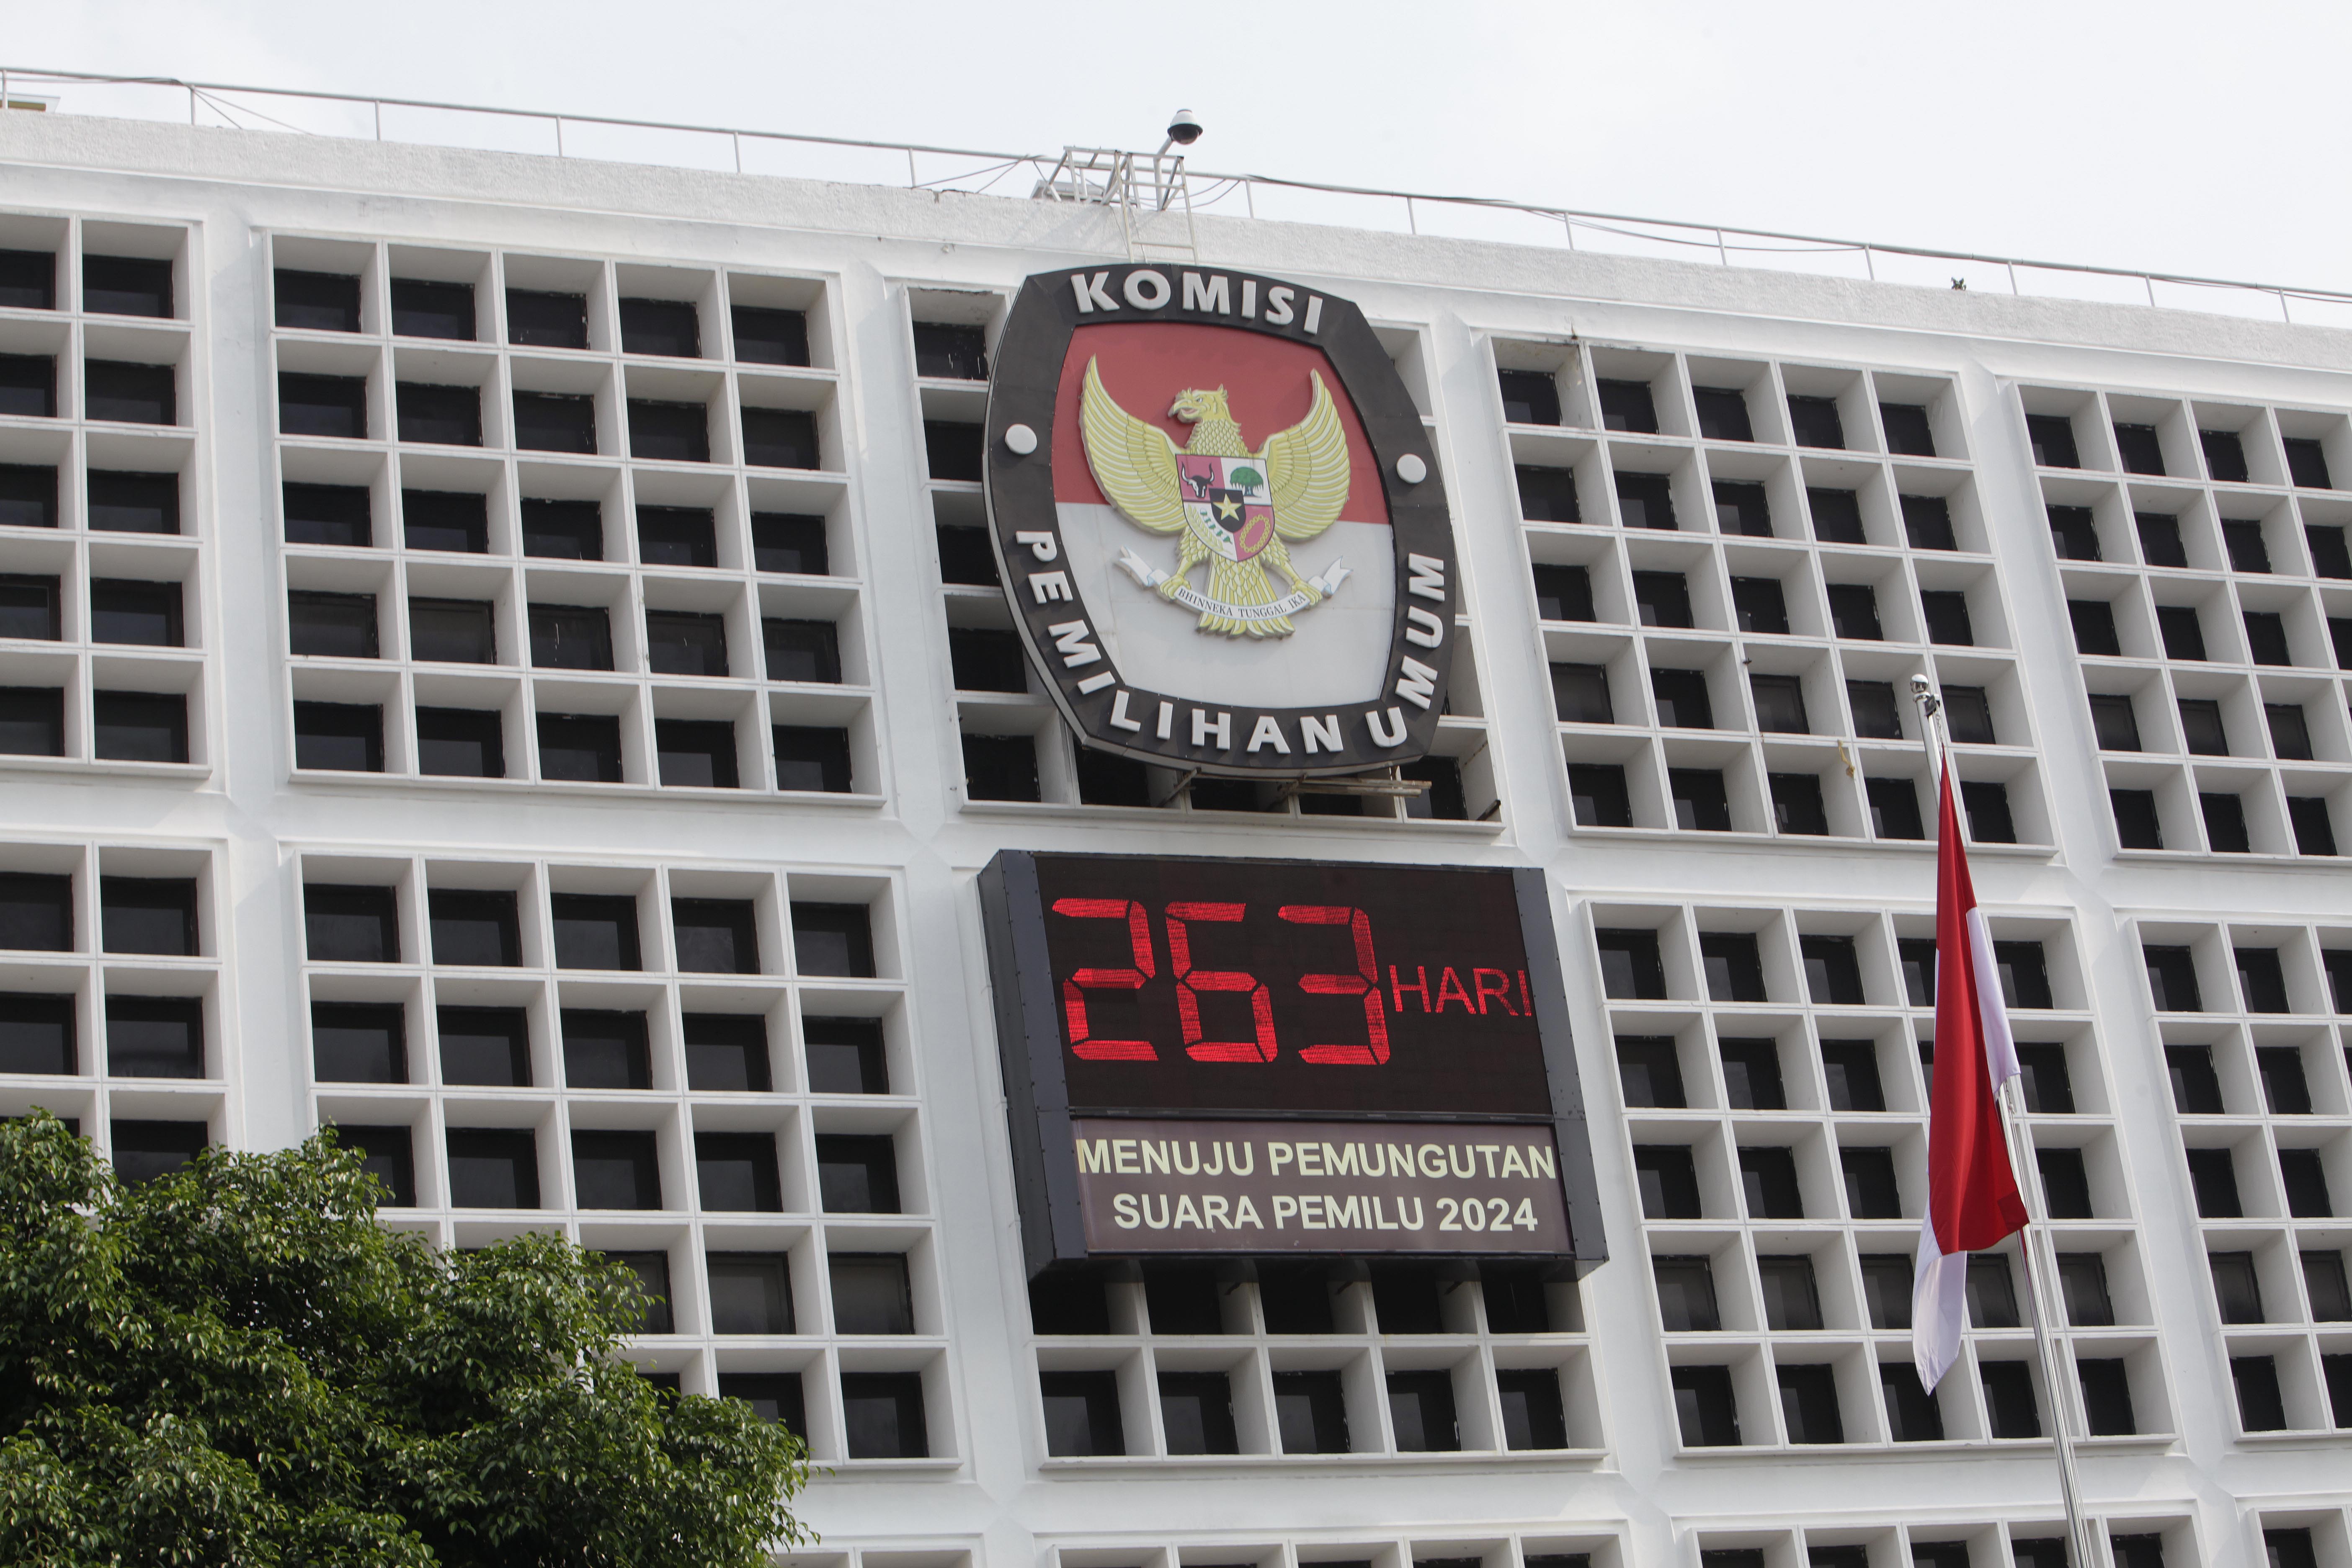 KOMISI
PEMILIHAN UMUM
BHINNEKA TUNGGAL IKA
263 HARI
MENUJU PEMUNGUTAN
SUARA PEMILU 2024